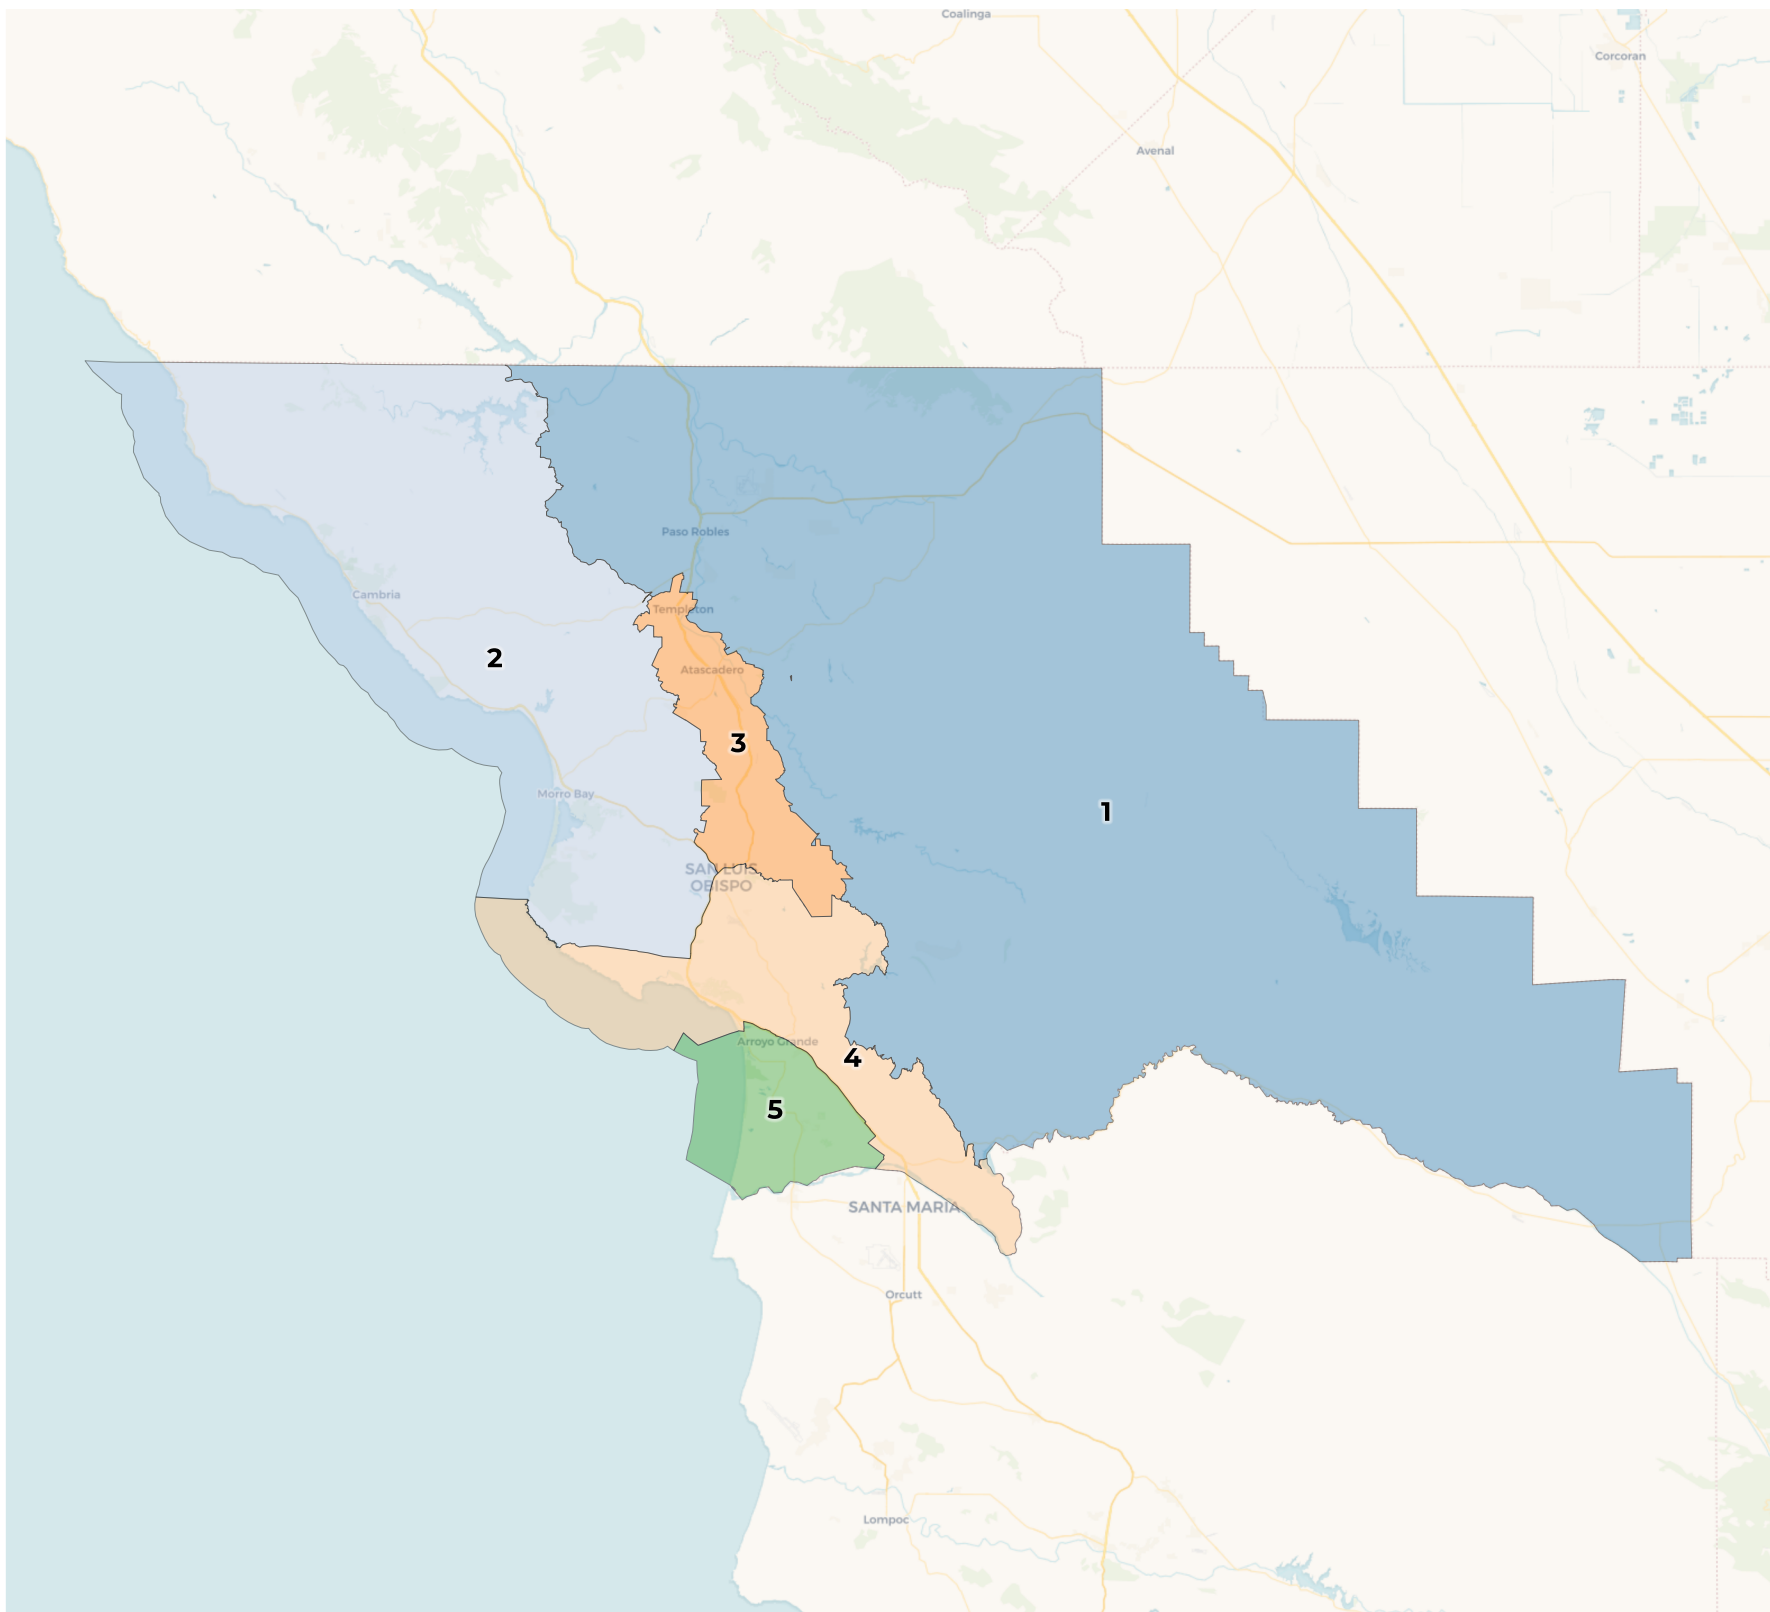 Coalinga
Corcoran
Avenal
Paso Robles
Cambria
Templeton
2
Atascadero
3
Morro Bay
1
SAN LUIS
OBISPO
Arroyo Grande
4
5
SANTA MARIA
Orcutt
Lompoc